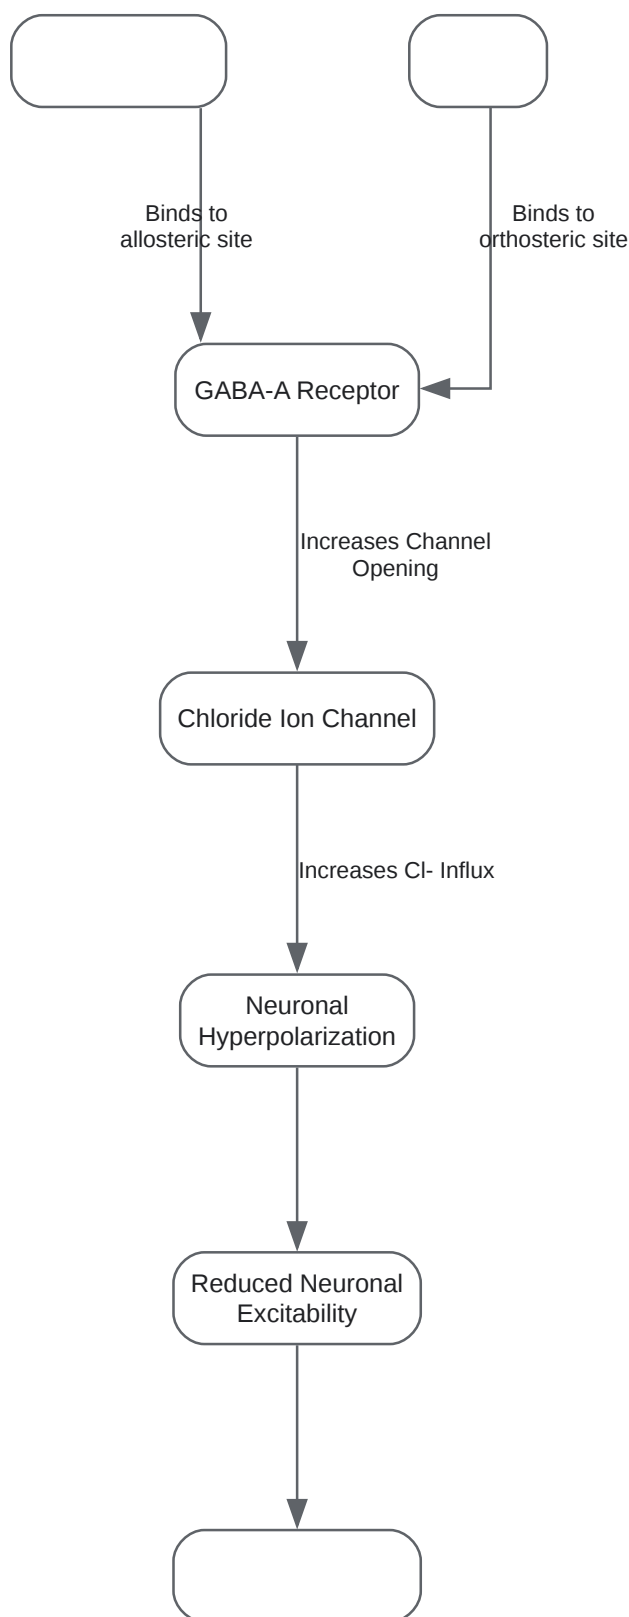 Binds to
allosteric site
Binds to
orthosteric site
GABA-A Receptor
Increases Channel
Opening
Chloride Ion Channel
Increases Cl- Influx
Neuronal
Hyperpolarization
Reduced Neuronal
Excitability